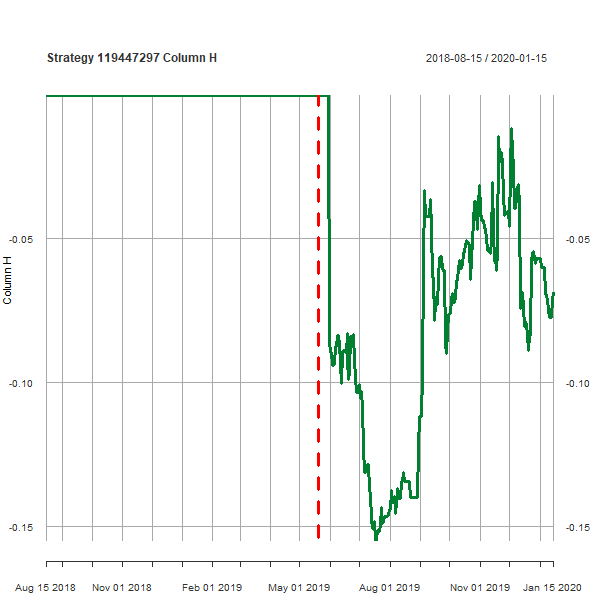 Strategy 119447297 Column H
2018-08-15 / 2020-01-15
-0.05
-0.05
-0.10
-0.10
-0.15
-0.15
Column H
Aug 15 2018
Nov 01 2018
Feb 01 2019
May 01 2019
Aug 01 2019
Nov 01 2019
Jan 15 2020